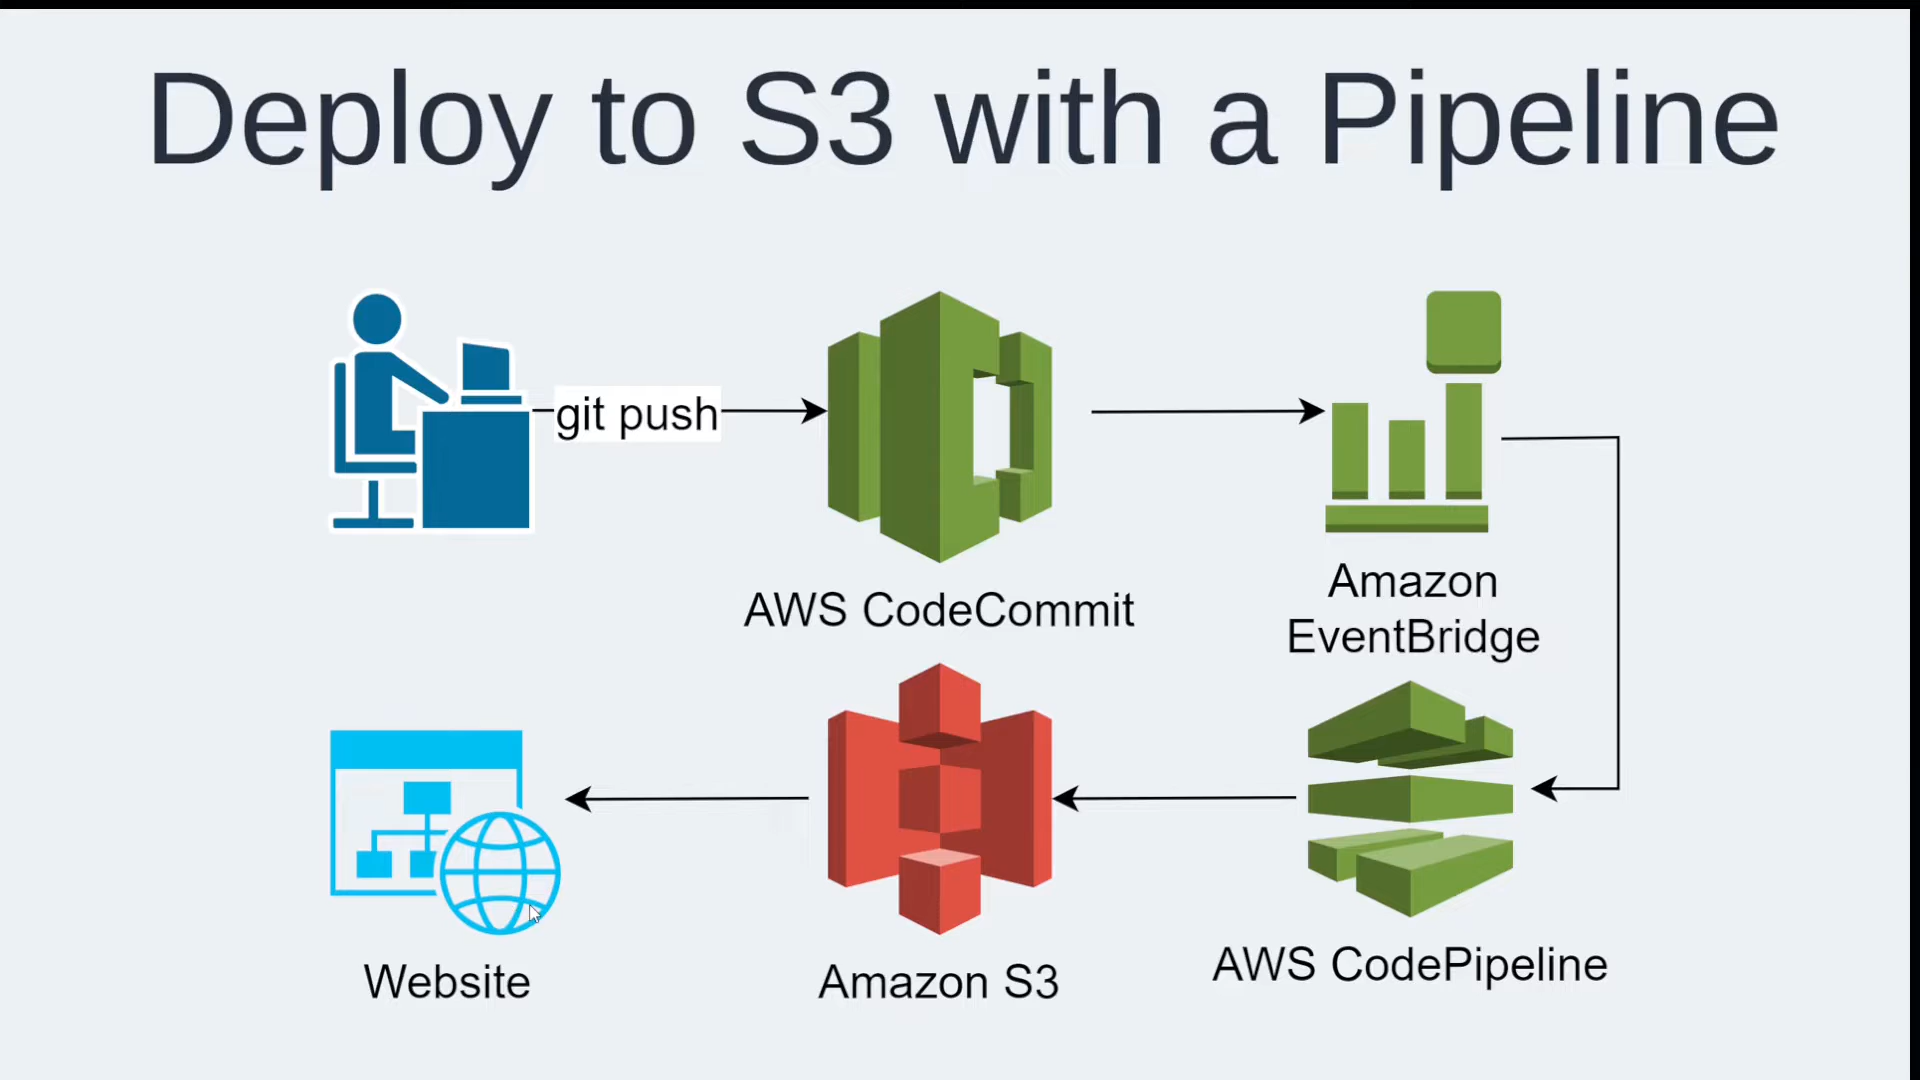 Deploy to S3 with a Pipeline
git push
AWS CodeCommit
Amazon
EventBridge
Website
Amazon S3
AWS CodePipeline